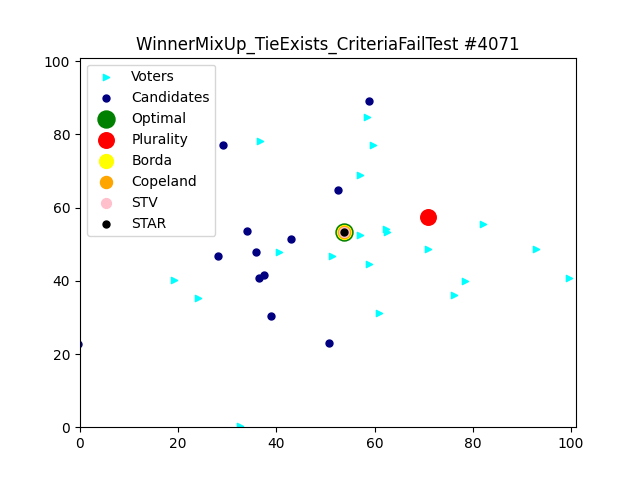 WinnerMixUp_TieExists_CriteriaFailTest #4071
100
80
60
40
20
0
Voters
Candidates
Optimal
Plurality
Borda
Copeland
STV
STAR
0 20 40 60 80 100